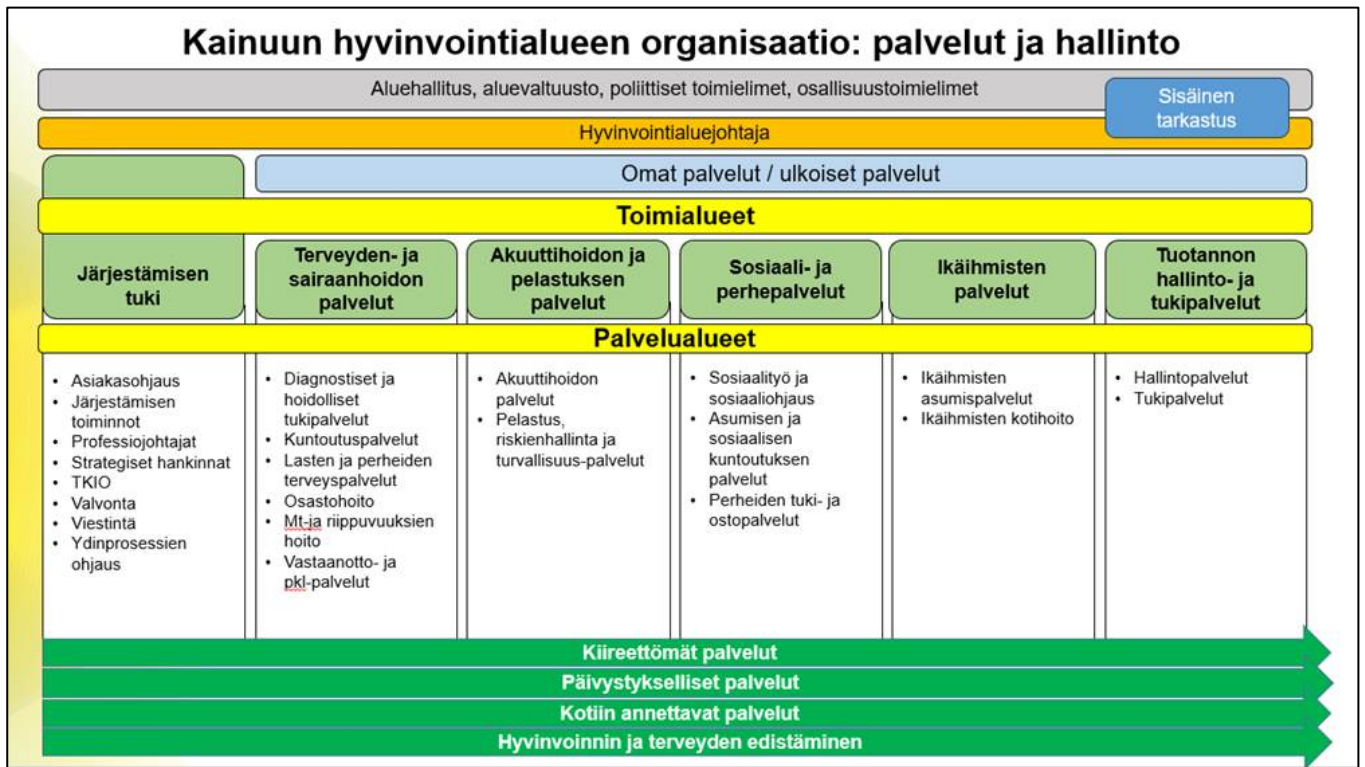 Kainuun hyvinvointialueen organisaatio: palvelut ja hallinto
Aluehallitus, aluevaltuusto, poliittiset toimielimet, osallisuustoimielimet
Sisäinen
tarkastus
Hyvinvointialuejohtaja
Omat palvelut / ulkoiset palvelut
Toimialueet
Järjestämisen
tuki
Terveyden- ja
sairaanhoidon
palvelut
Akuuttihoidon ja
pelastuksen
palvelut
Sosiaali- ja
perhepalvelut
Ikäihmisten
palvelut
Tuotannon
hallinto- ja
tukipalvelut
Palvelualueet
• Asiakasohjaus
• Järjestämisen
toiminnot
• Professiojohtajat
• Strategiset hankinnat
• TKIO
• Valvonta
• Viestintä
• Ydinprosessien
ohjaus
• Diagnostiset ja
hoidolliset
tukipalvelut
• Kuntoutuspalvelut
• Lasten ja perheiden
terveyspalvelut
• Osastohoito
• Mt-ja riippuvuuksien
hoito
• Vastaanotto- ja
pkl-palvelut
• Akuuttihoidon
palvelut
• Pelastus,
riskienhallinta ja
turvallisuus-palvelut
• Sosiaalityö ja
sosiaaliohjaus
• Asumisen ja
sosiaalisen
kuntoutuksen
palvelut
• Perheiden tuki- ja
ostopalvelut
• Ikäihmisten
asumispalvelut
• Ikäihmisten kotihoito
• Hallintopalvelut
• Tukipalvelut
Kiireettömät palvelut
Päivystykselliset palvelut
Kotiin annettavat palvelut
Hyvinvoinnin ja terveyden edistäminen